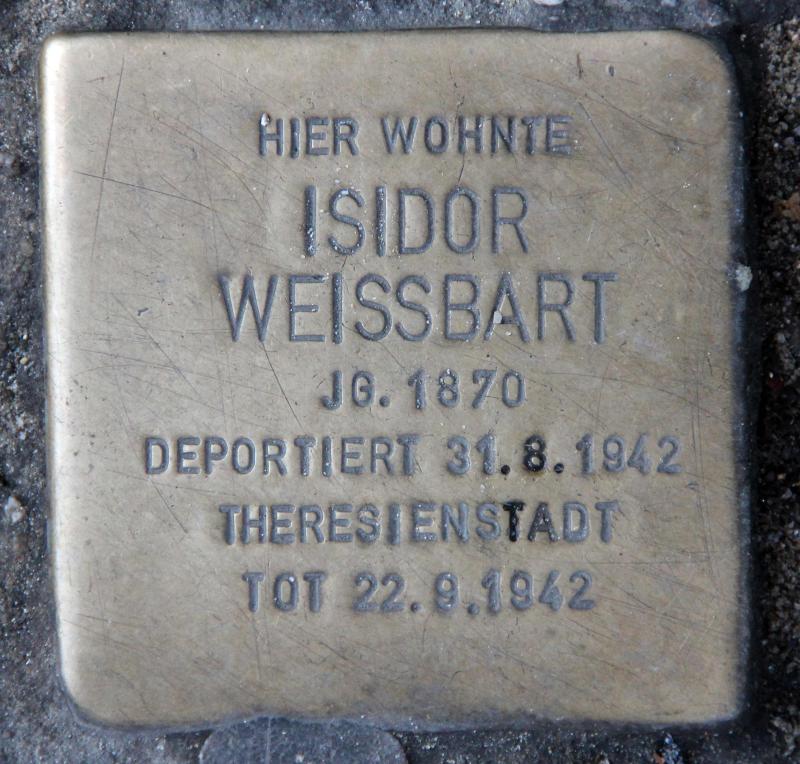 HIER WOHNTE
ISIDOR
WEISSBART
JG. 1870
DEPORTIERT 31.8.1942
THERESIENSTADT
TOT 22.9.1942